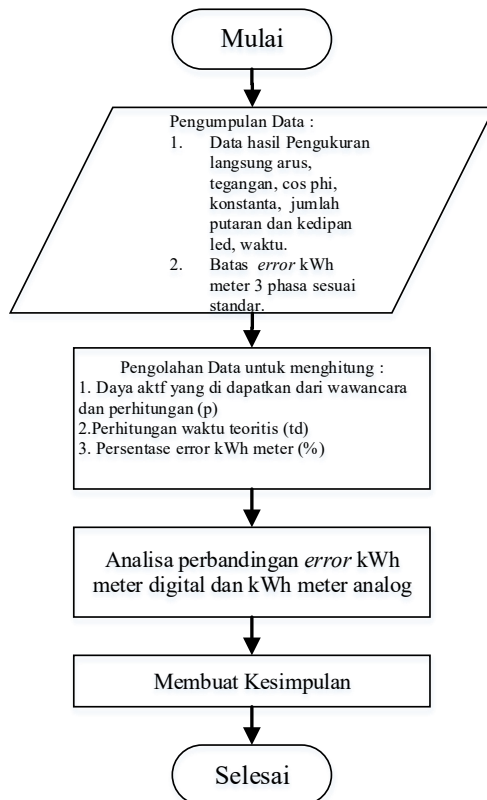 Mulai
Pengumpulan Data :
1. Data hasil Pengukuran
langsung arus,
tegangan, cos phi,
konstanta, jumlah
putaran dan kedipan
led, waktu.
2. Batas error kWh
meter 3 phasa sesuai
standar.
Pengolahan Data untuk menghitung :
1. Daya aktf yang di dapatkan dari wawancara
dan perhitungan (p)
2.Perhitungan waktu teoritis (td)
3. Persentase error kWh meter (%)
Analisa perbandingan error kWh
meter digital dan kWh meter analog
Membuat Kesimpulan
Selesai